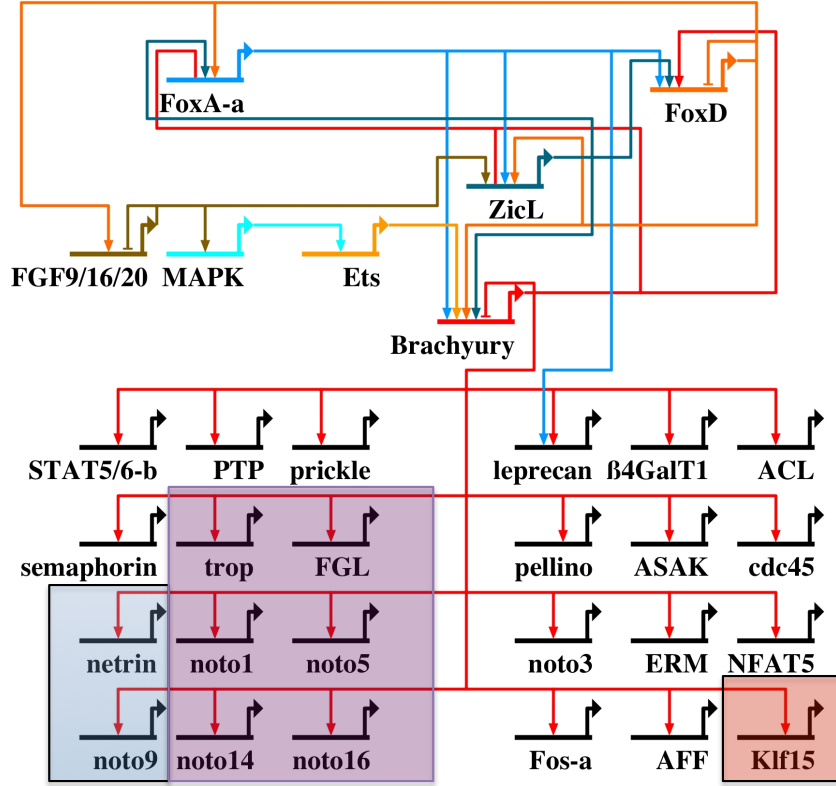 FoxA-a
FoxD
ZicL
FGF9/16/20 MAPK Ets
Brachyury
STAT5/6-b PTP prickle leprecan ß4GalT1 ACL
semaphorin trop FGL pellino ASAK cdc45
netrin noto1 noto5 noto3 ERM NFAT5
noto9 noto14 noto16 Fos-a AFF Klf15